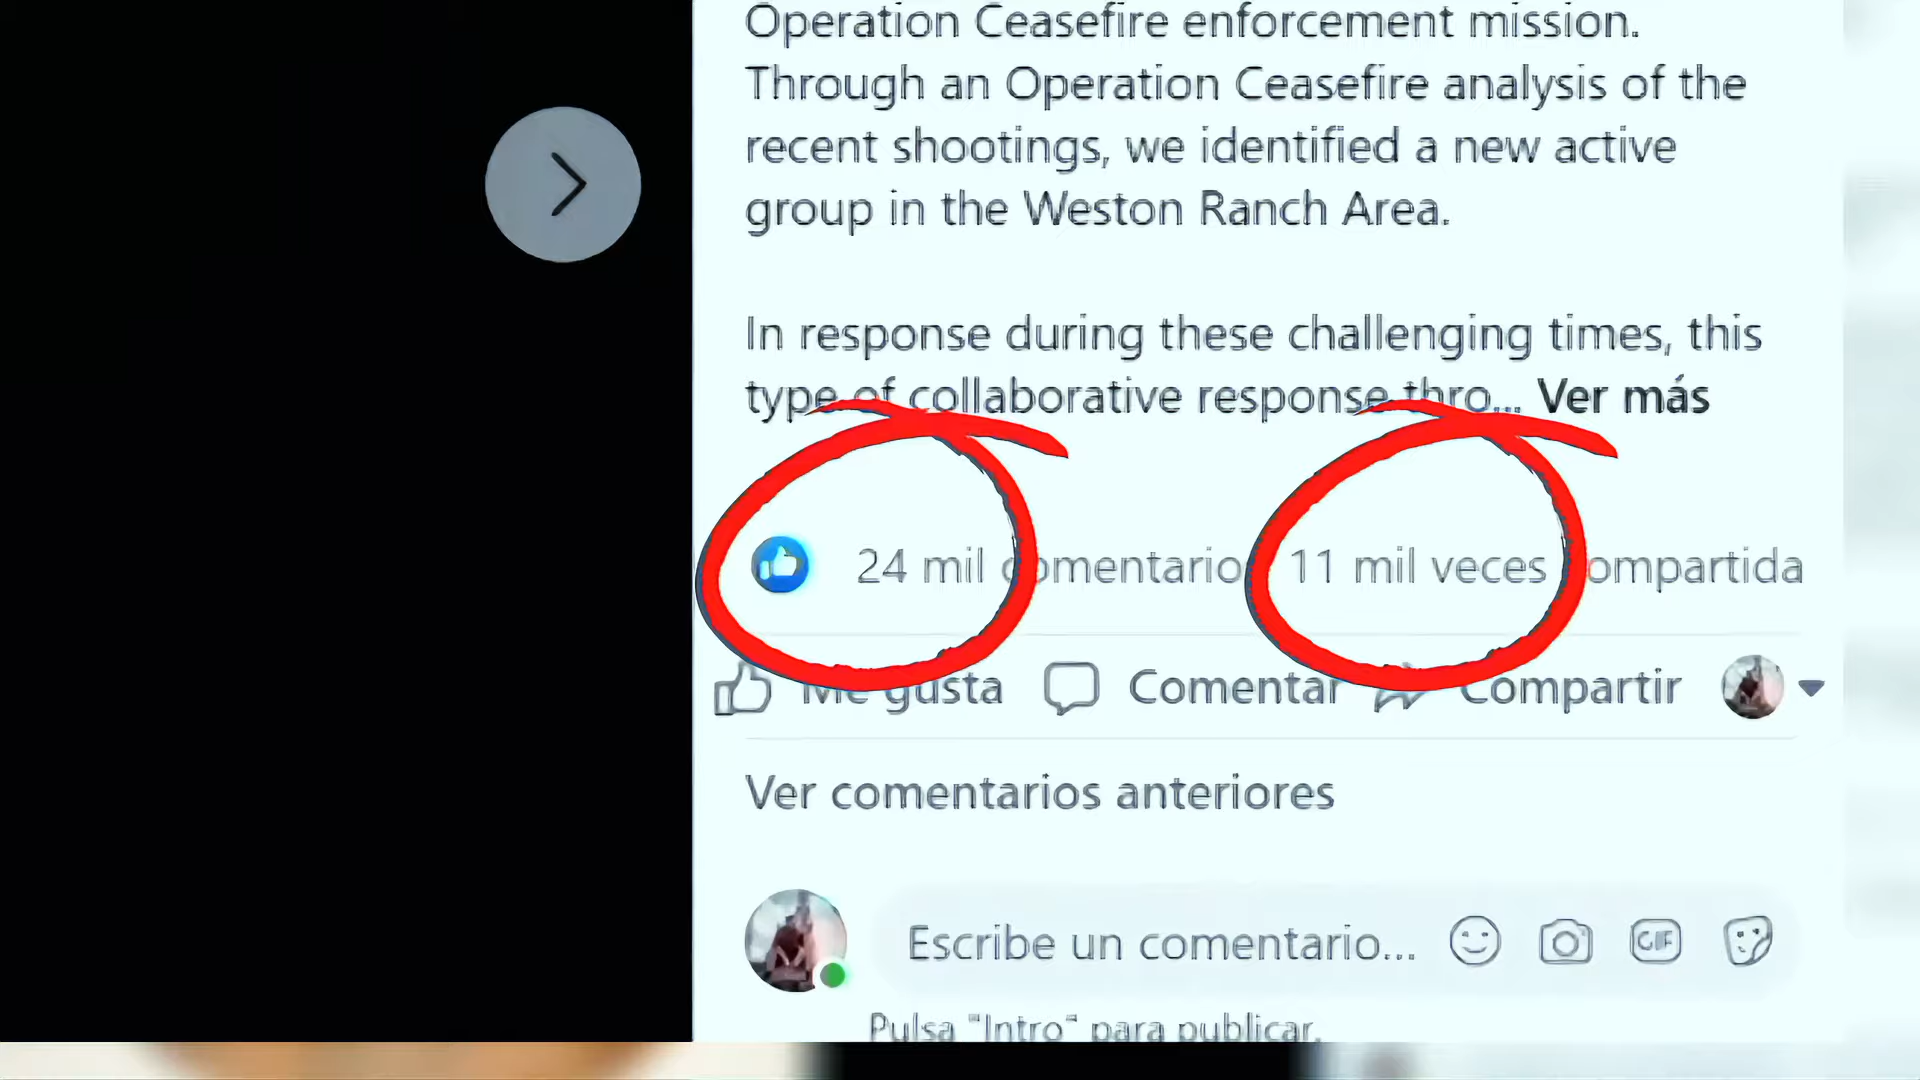 Operation Ceasefire enforcement mission.
Through an Operation Ceasefire analysis of the
recent shootings, we identified a new active
group in the Weston Ranch Area.
In response during these challenging times, this
type of collaborative response thro... Ver más
24 mil comentario 11 mil veces compartida
Me gusta Comentar Compartir
Ver comentarios anteriores
Escribe un comentario... GIF
Pulsa "Intro" para publicar.